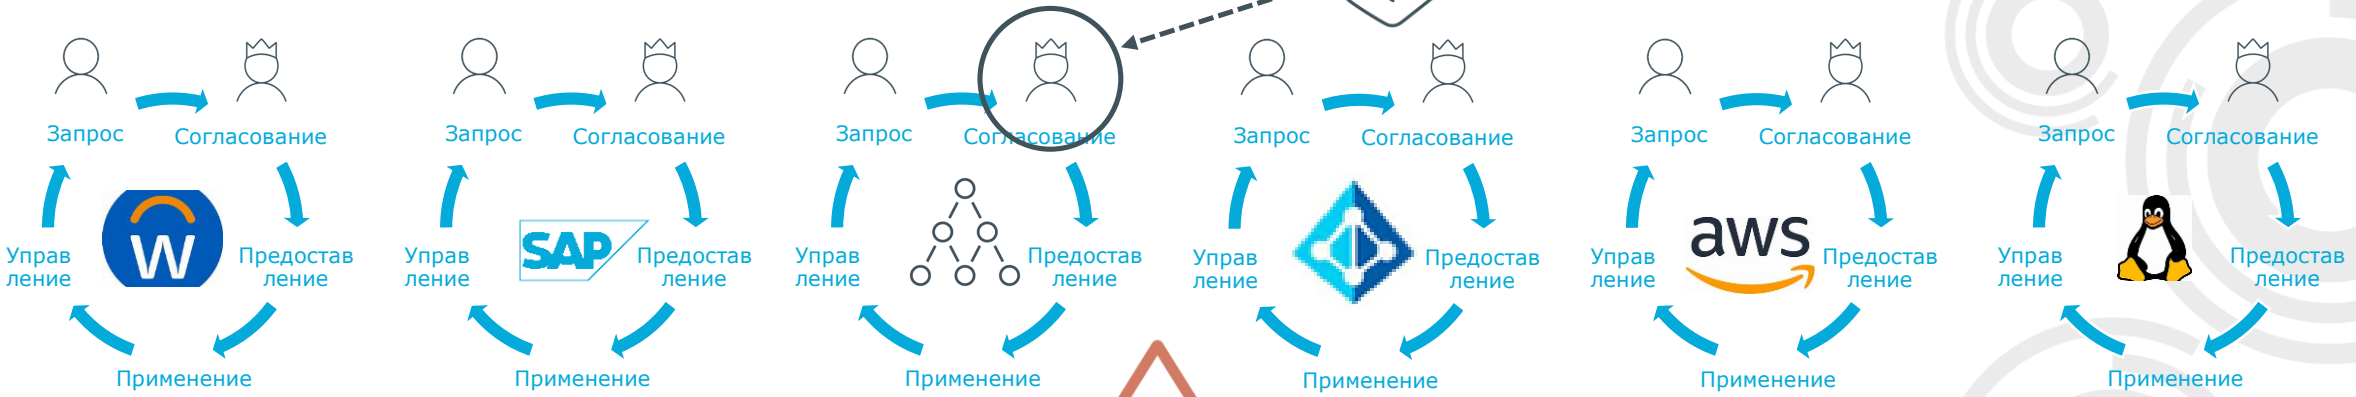 Запрос
Согласование
Управ
ление
W
Предостав
ление
Применение
Запрос
Согласование
Управ
ление
SAP
Предостав
ление
Применение
Запрос
Согласование
Управ
ление
Предостав
ление
Применение
Запрос
Согласование
Управ
ление
Предостав
ление
Применение
Запрос
Согласование
Управ
ление
aws
Предостав
ление
Применение
Запрос
Согласование
Управ
ление
Предостав
ление
Применение